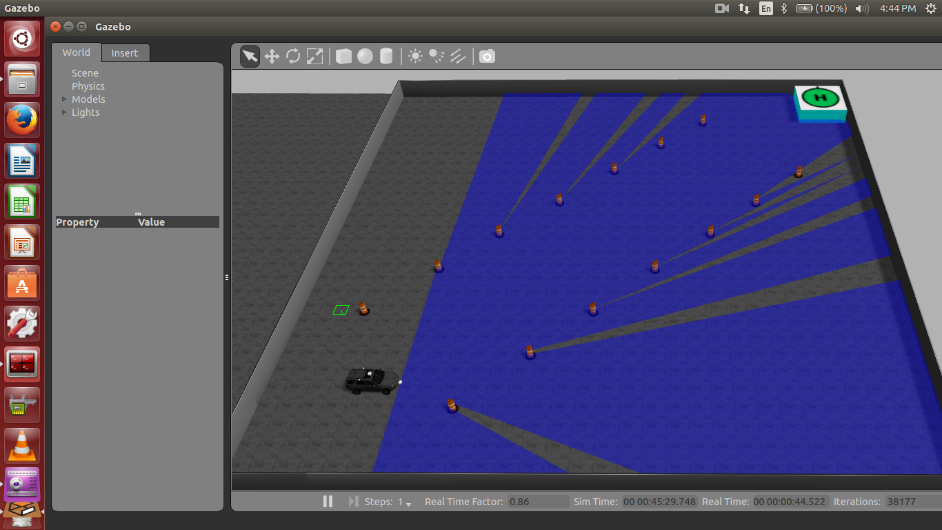 Gazebo
En
(100%)
4:44 PM
Gazebo
World
Insert
Scene
Physics
Models
Lights
Property Value
H
Steps: 1 Real Time Factor: 0.86 Sim Time: 00 00:45:29.748 Real Time: 00 00:00:44.522 Iterations: 38177